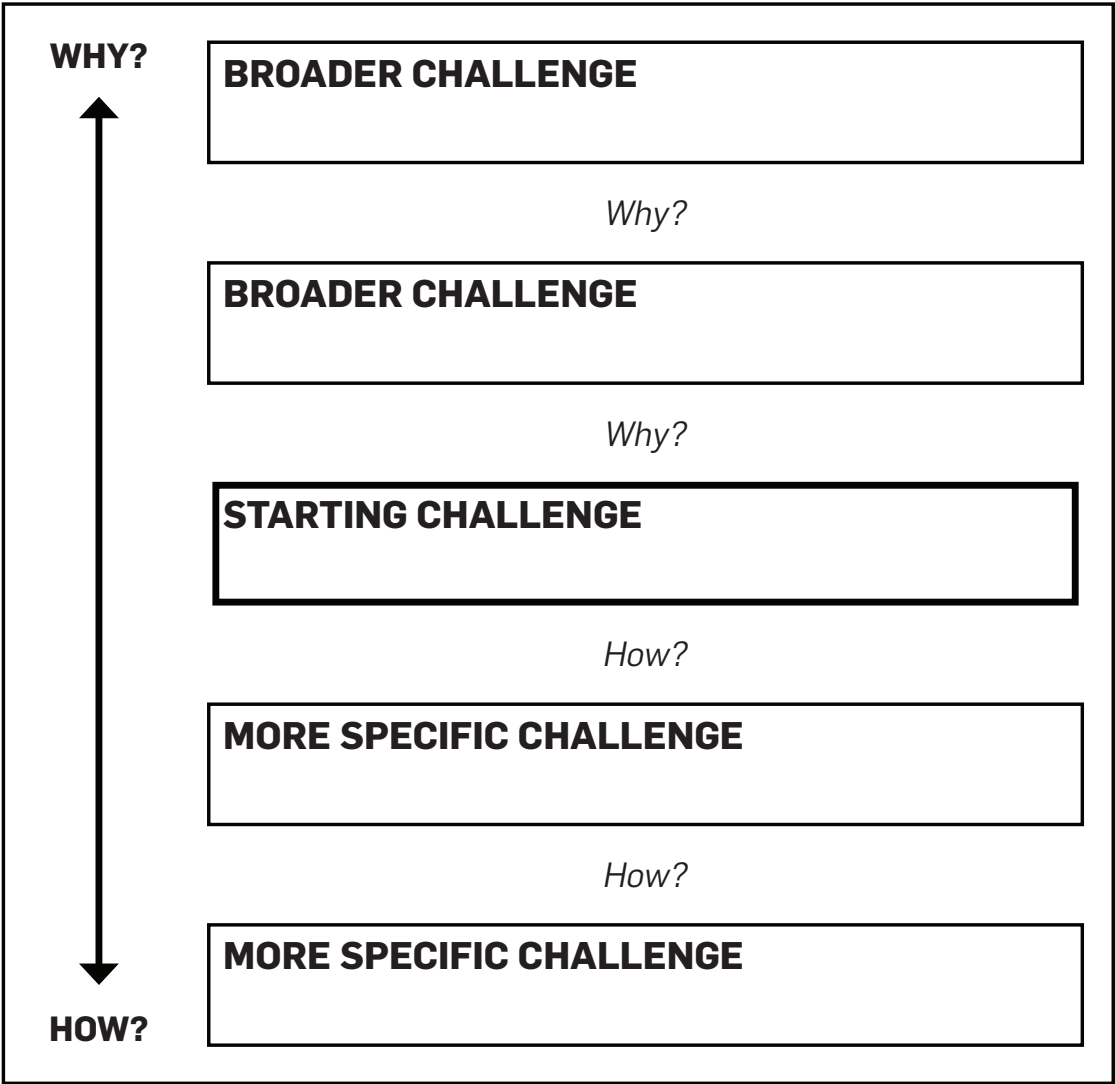 WHY?
BROADER CHALLENGE
Why?
BROADER CHALLENGE
Why?
STARTING CHALLENGE
How?
MORE SPECIFIC CHALLENGE
How?
MORE SPECIFIC CHALLENGE
HOW?